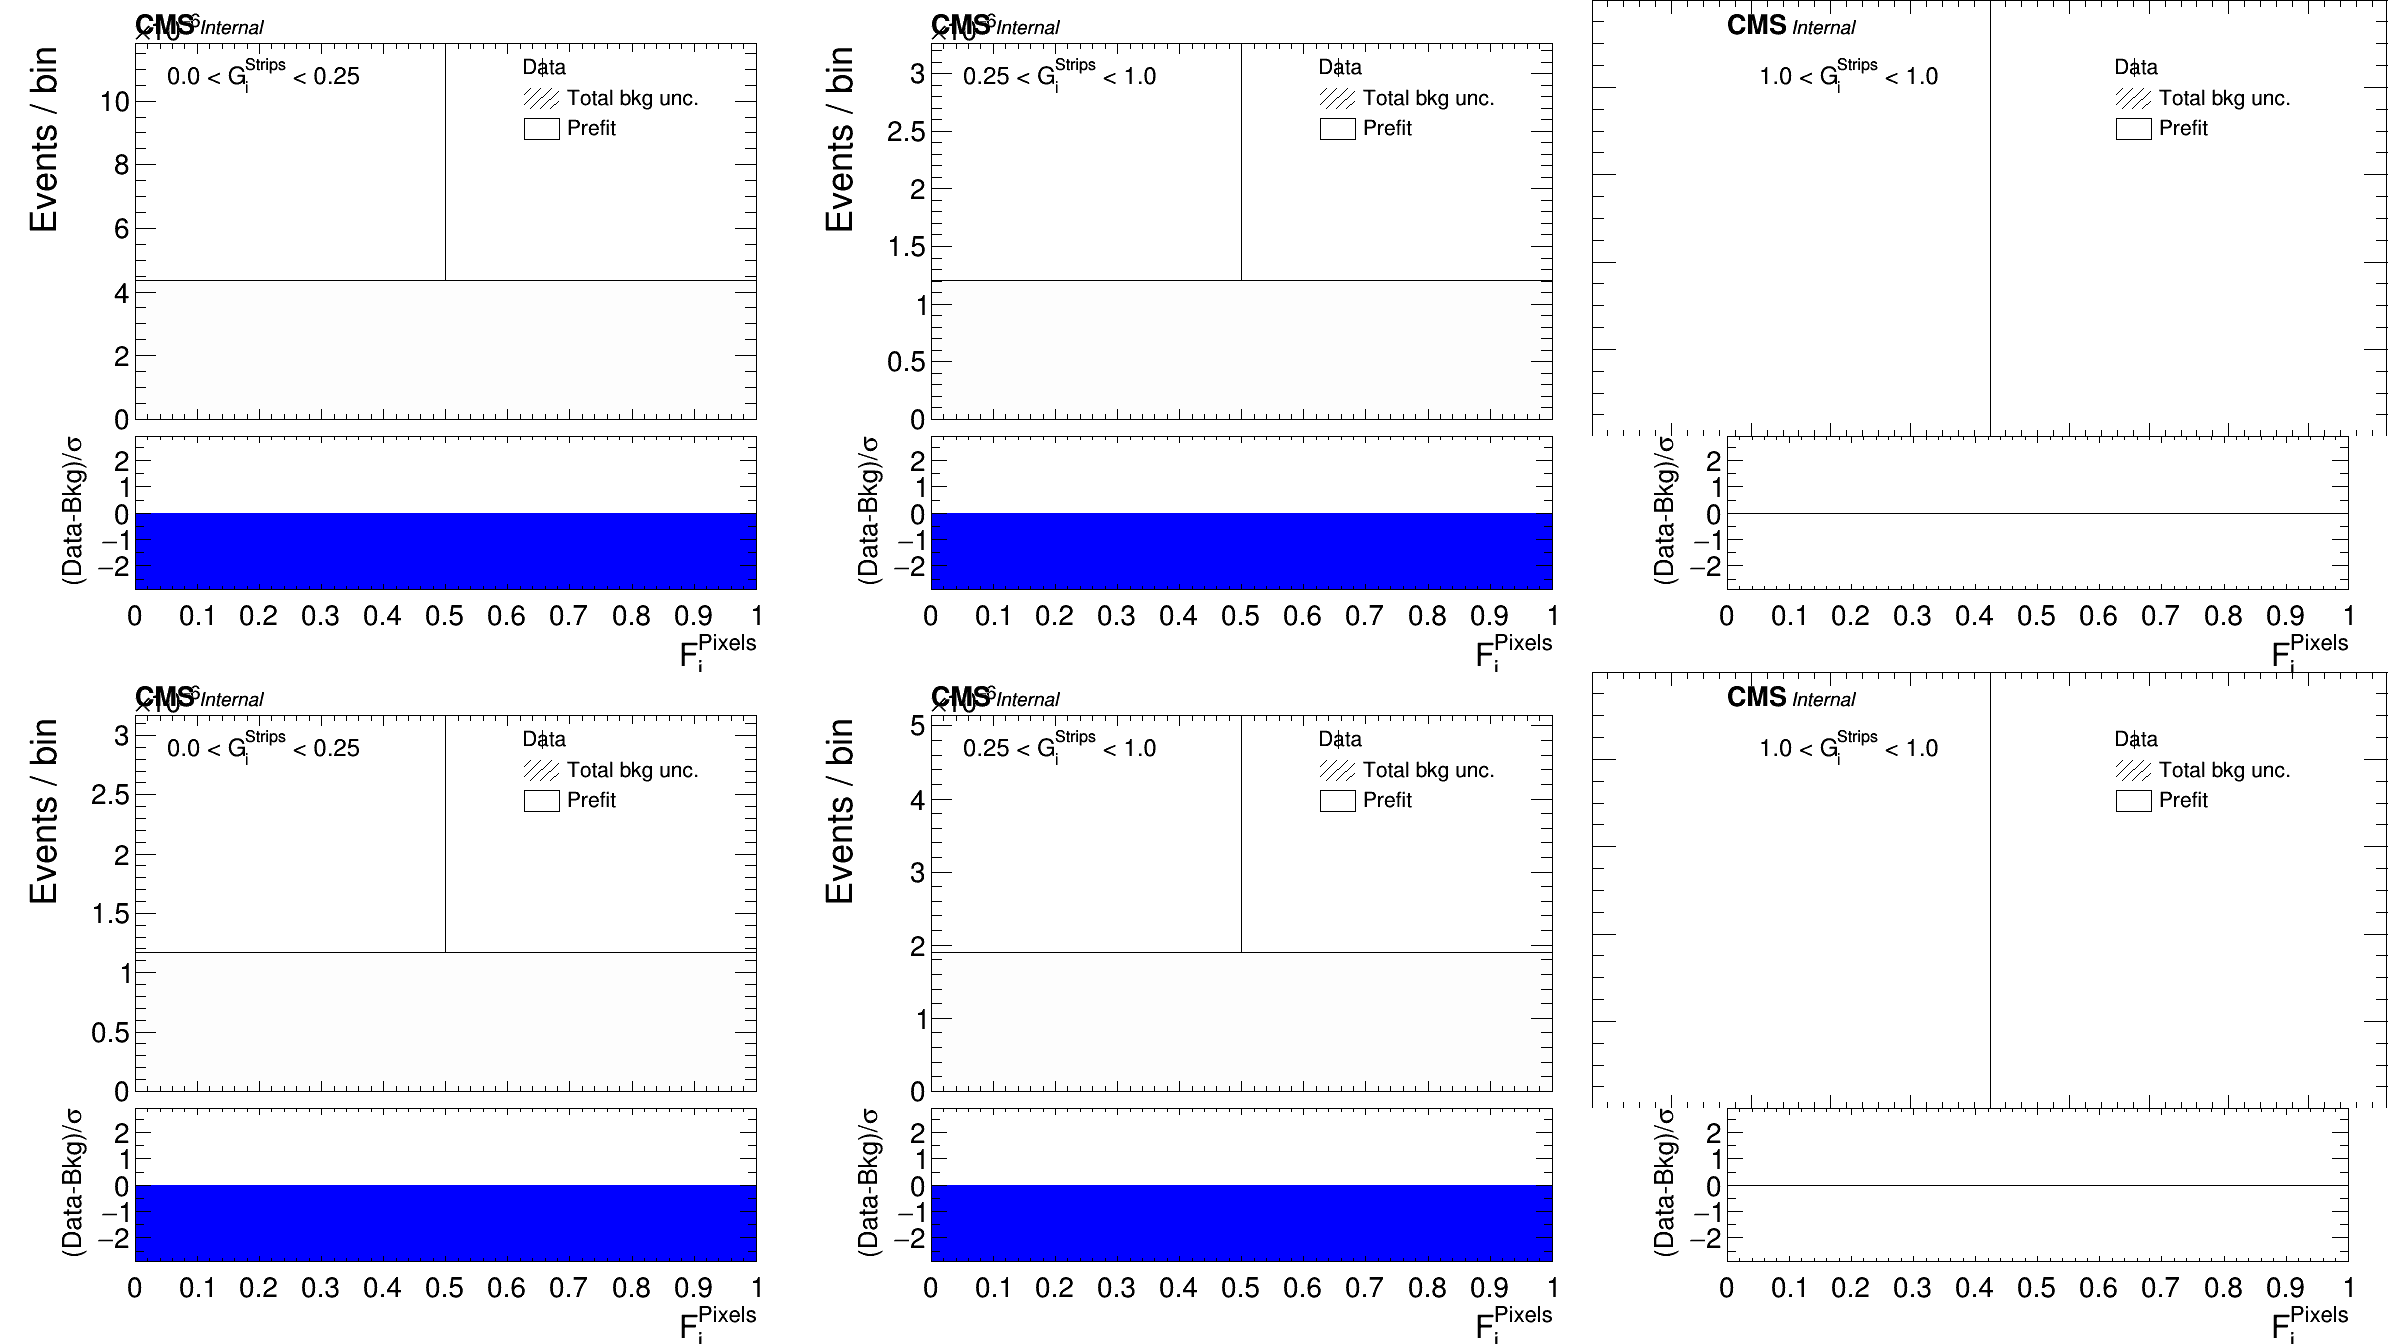 CMS Internal
Events / bin
0.0 < G_i^Strips < 0.25
Data
Total bkg unc.
Prefit
10
8
6
4
2
0
(Data-Bkg)/σ
2
1
0
−1
−2
0 0.1 0.2 0.3 0.4 0.5 0.6 0.7 0.8 0.9 1
F_i^Pixels
CMS Internal
Events / bin
0.25 < G_i^Strips < 1.0
Data
Total bkg unc.
Prefit
3
2.5
2
1.5
1
0.5
0
(Data-Bkg)/σ
2
1
0
−1
−2
0 0.1 0.2 0.3 0.4 0.5 0.6 0.7 0.8 0.9 1
F_i^Pixels
CMS Internal
1.0 < G_i^Strips < 1.0
Data
Total bkg unc.
Prefit
(Data-Bkg)/σ
2
1
0
−1
−2
0 0.1 0.2 0.3 0.4 0.5 0.6 0.7 0.8 0.9 1
F_i^Pixels
CMS Internal
Events / bin
0.0 < G_i^Strips < 0.25
Data
Total bkg unc.
Prefit
3
2.5
2
1.5
1
0.5
0
(Data-Bkg)/σ
2
1
0
−1
−2
0 0.1 0.2 0.3 0.4 0.5 0.6 0.7 0.8 0.9 1
F_i^Pixels
CMS Internal
Events / bin
0.25 < G_i^Strips < 1.0
Data
Total bkg unc.
Prefit
5
4
3
2
1
0
(Data-Bkg)/σ
2
1
0
−1
−2
0 0.1 0.2 0.3 0.4 0.5 0.6 0.7 0.8 0.9 1
F_i^Pixels
CMS Internal
1.0 < G_i^Strips < 1.0
Data
Total bkg unc.
Prefit
(Data-Bkg)/σ
2
1
0
−1
−2
0 0.1 0.2 0.3 0.4 0.5 0.6 0.7 0.8 0.9 1
F_i^Pixels